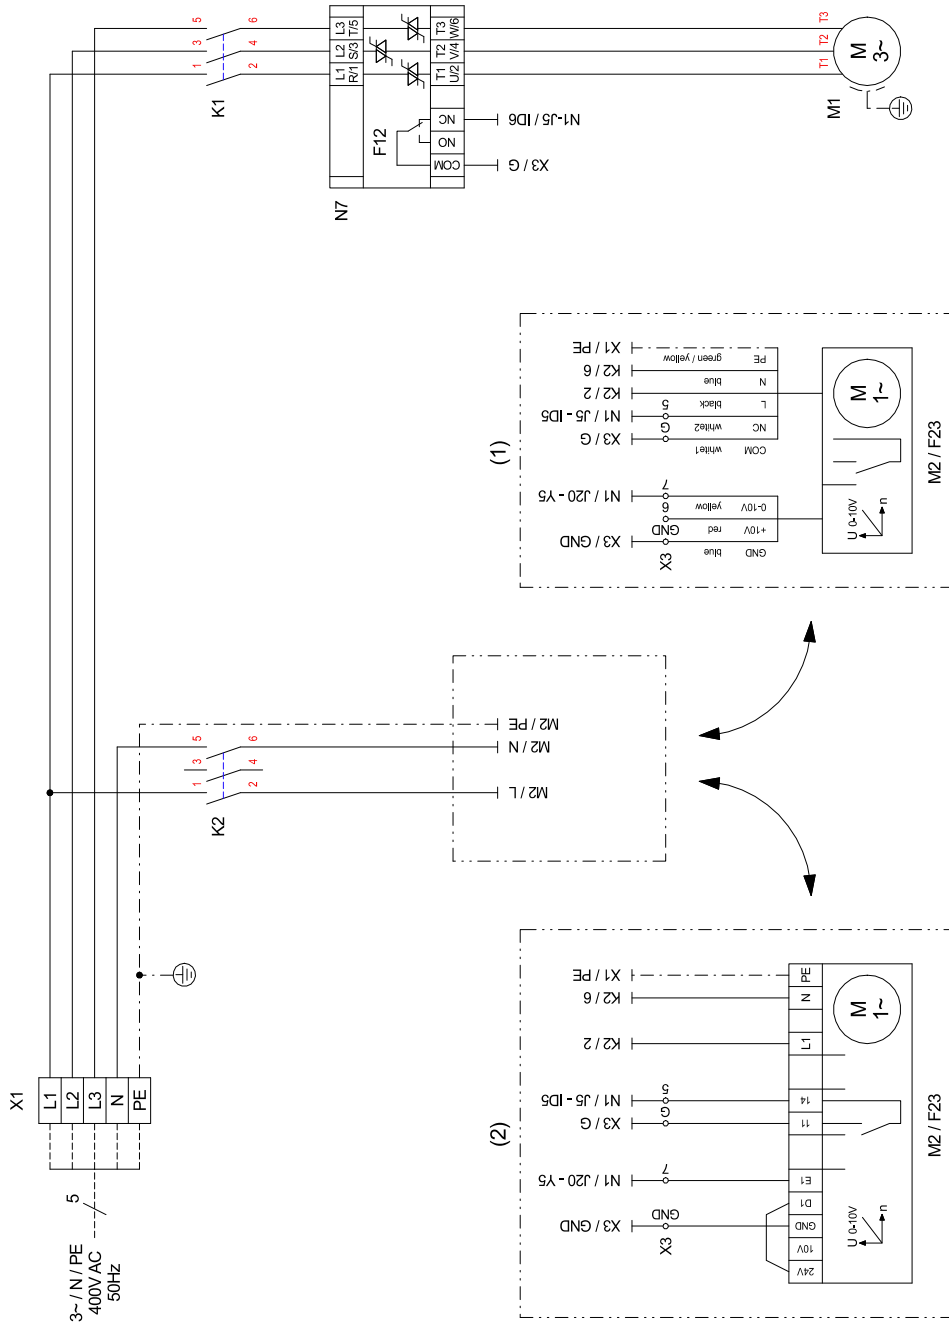 3~ / N / PE
400V AC
50Hz
5
X1
L1
L2
L3
N
PE
K1
1
2
3
4
5
6
N7
L1
R/1
L2
S/3
L3
T/5
T1
U/2
T2
V/4
T3
W/6
F12
NC
NO
COM
N1-J5 / ID6
X3 / G
T1
T2
T3
M
3~
M1
K2
1
2
3
4
5
6
M2 / L
M2 / N
M2 / PE
(1)
X1 / PE
K2 / 6
K2 / 2
N1 / J5 - ID5
X3 / G
N1 / J20 - Y5
X3 / GND
5
G
7
6
GND
X3
green / yellow
blue
black
white2
white1
yellow
red
blue
PE
N
L
NC
COM
0-10V
+10V
GND
M
1~
U 0-10V
n
M2 / F23
(2)
X1 / PE
K2 / 6
K2 / 2
N1 / J5 - ID5
X3 / G
N1 / J20 - Y5
X3 / GND
5
G
7
GND
X3
PE
N
L1
14
11
E1
D1
GND
10V
24V
M
1~
U 0-10V
n
M2 / F23